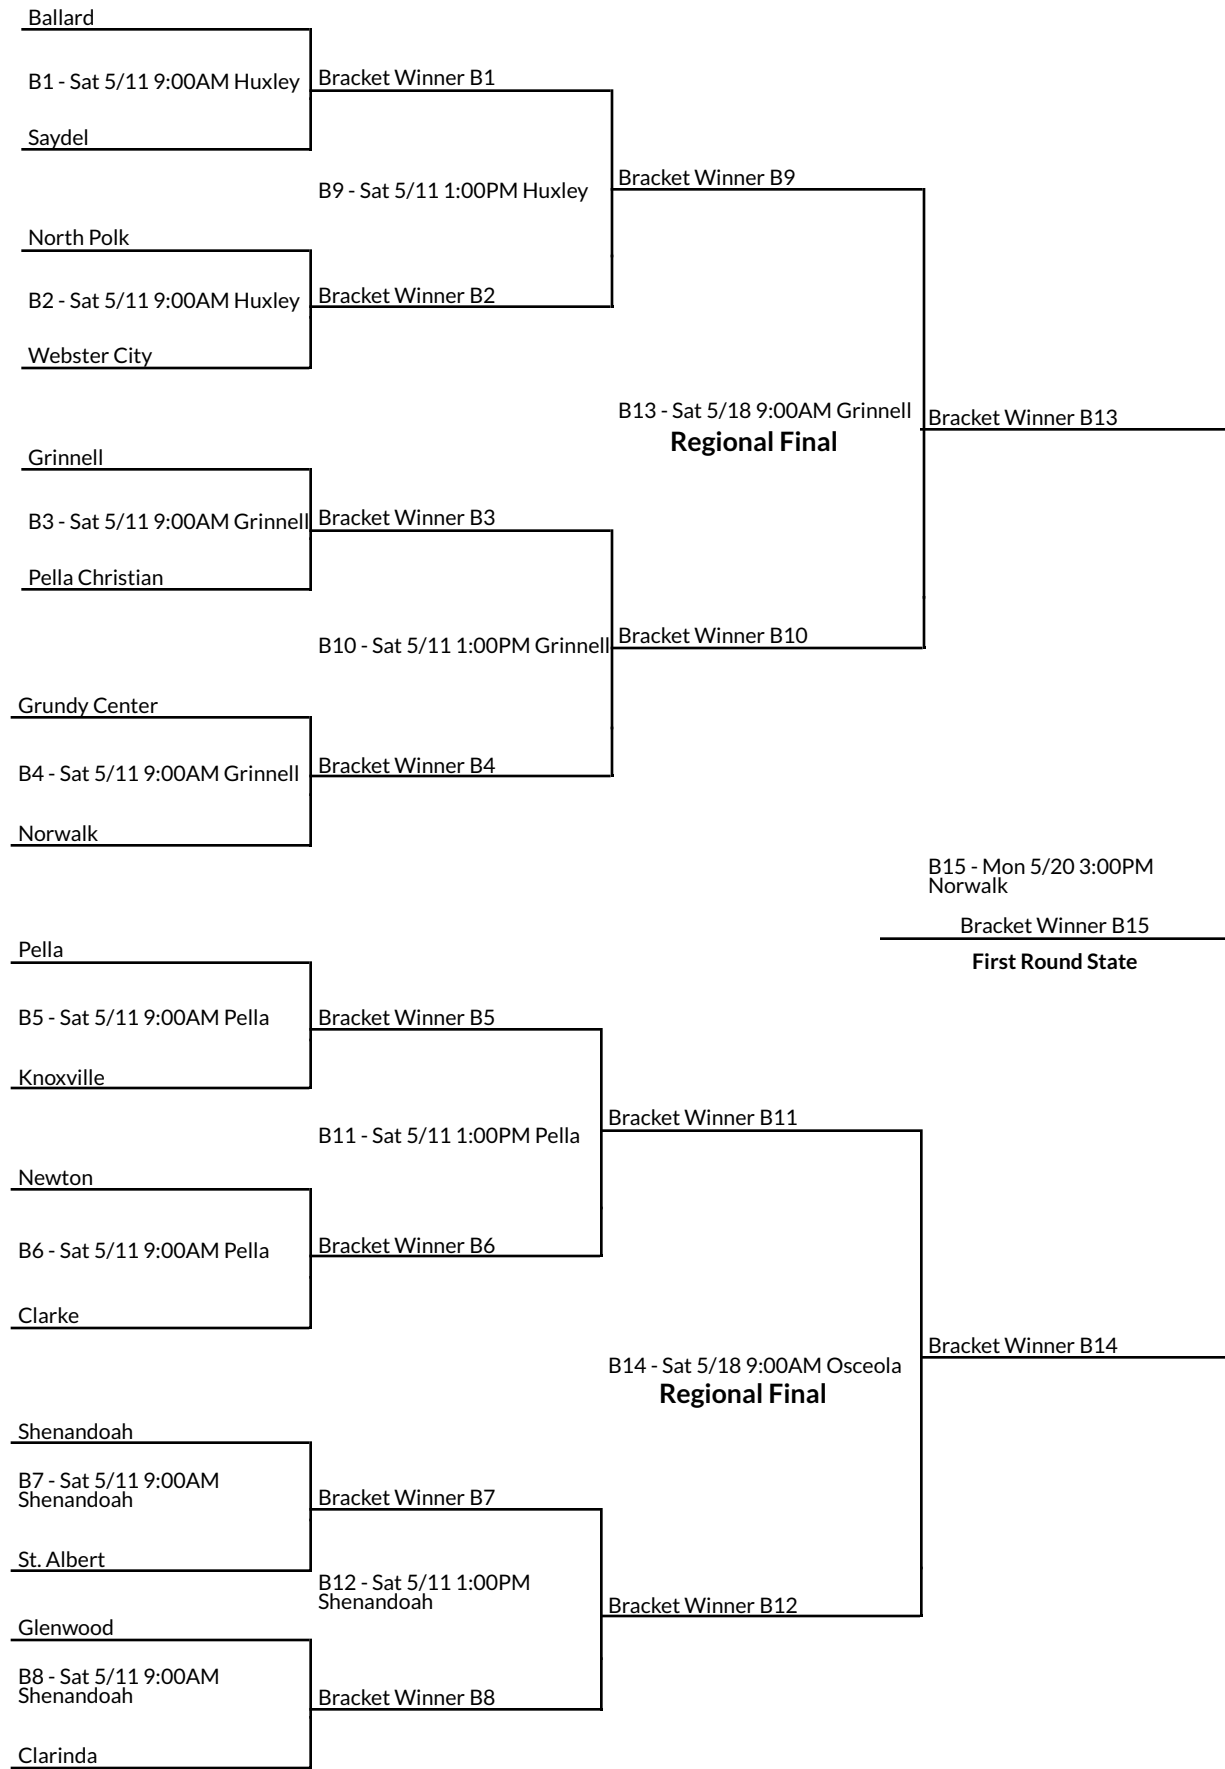 Ballard
B1 - Sat 5/11 9:00AM Huxley
Bracket Winner B1
Saydel
B9 - Sat 5/11 1:00PM Huxley
Bracket Winner B9
North Polk
B2 - Sat 5/11 9:00AM Huxley
Bracket Winner B2
Webster City
B13 - Sat 5/18 9:00AM Grinnell
Regional Final
Bracket Winner B13
Grinnell
B3 - Sat 5/11 9:00AM Grinnell
Bracket Winner B3
Pella Christian
B10 - Sat 5/11 1:00PM Grinnell
Bracket Winner B10
Grundy Center
B4 - Sat 5/11 9:00AM Grinnell
Bracket Winner B4
Norwalk
B15 - Mon 5/20 3:00PM
Norwalk
Bracket Winner B15
First Round State
Pella
B5 - Sat 5/11 9:00AM Pella
Bracket Winner B5
Knoxville
B11 - Sat 5/11 1:00PM Pella
Bracket Winner B11
Newton
B6 - Sat 5/11 9:00AM Pella
Bracket Winner B6
Clarke
B14 - Sat 5/18 9:00AM Osceola
Regional Final
Bracket Winner B14
Shenandoah
B7 - Sat 5/11 9:00AM
Shenandoah
Bracket Winner B7
St. Albert
B12 - Sat 5/11 1:00PM
Shenandoah
Bracket Winner B12
Glenwood
B8 - Sat 5/11 9:00AM
Shenandoah
Bracket Winner B8
Clarinda